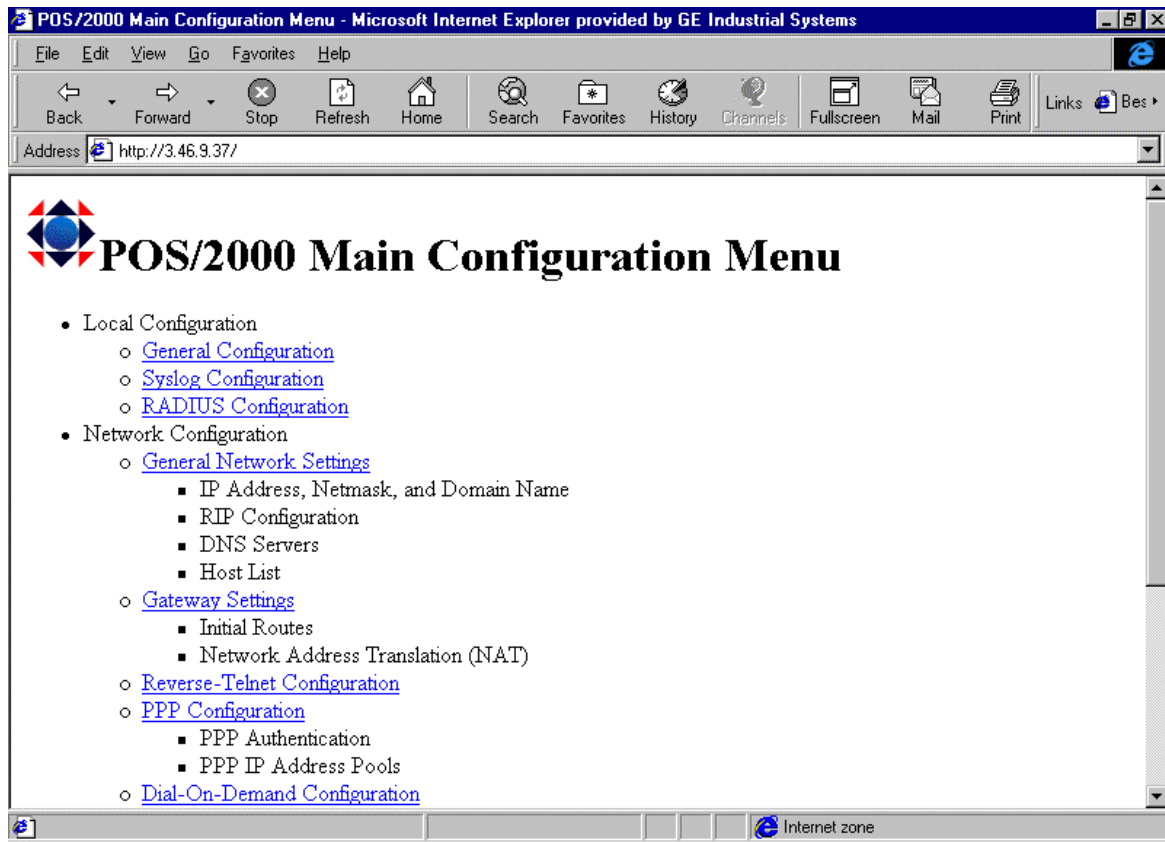 POS/2000 Main Configuration Menu - Microsoft Internet Explorer provided by GE Industrial Systems
File Edit View Go Favorites Help
Back Forward Stop Refresh Home Search Favorites History Channels Fullscreen Mail Print Links Bes
Address http://3.46.9.37/
POS/2000 Main Configuration Menu
Local Configuration
General Configuration
Syslog Configuration
RADIUS Configuration
Network Configuration
General Network Settings
IP Address, Netmask, and Domain Name
RIP Configuration
DNS Servers
Host List
Gateway Settings
Initial Routes
Network Address Translation (NAT)
Reverse-Telnet Configuration
PPP Configuration
PPP Authentication
PPP IP Address Pools
Dial-On-Demand Configuration
Internet zone